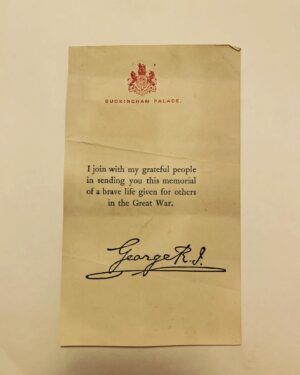 BUCKINGHAM PALACE.
I join with my grateful people
in sending you this memorial
of a brave life given for others
in the Great War.
George R.I.